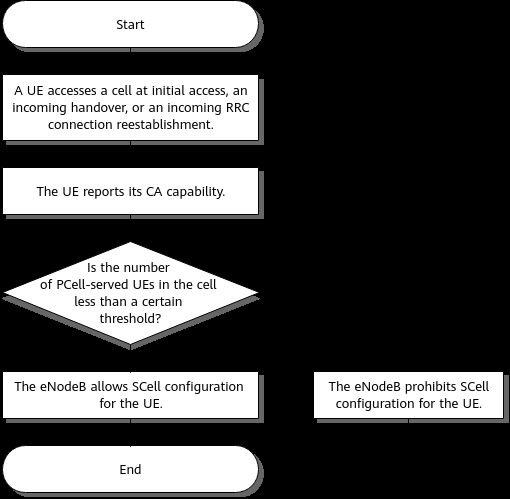 Start
A UE accesses a cell at initial access, an
incoming handover, or an incoming RRC
connection reestablishment.
The UE reports its CA capability.
Is the number
of PCell-served UEs in the cell
less than a certain
threshold?
The eNodeB allows SCell configuration
for the UE.
The eNodeB prohibits SCell
configuration for the UE.
End